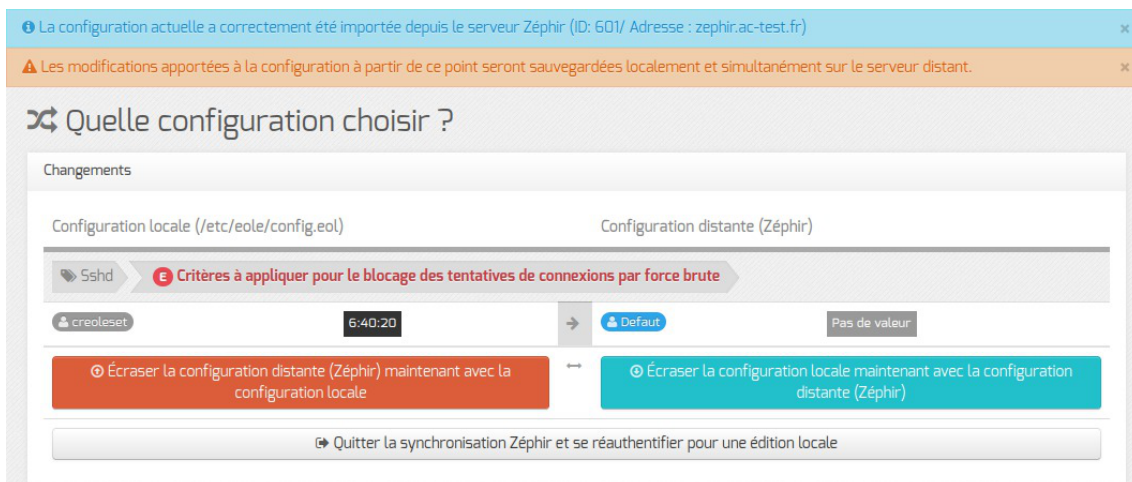 La configuration actuelle a correctement été importée depuis le serveur Zéphir (ID: 601/ Adresse : zephir.ac-test.fr) ×
Les modifications apportées à la configuration à partir de ce point seront sauvegardées localement et simultanément sur le serveur distant. ×
Quelle configuration choisir ?
Changements
Configuration locale (/etc/eole/config.eol) Configuration distante (Zéphir)
Sshd E Critères à appliquer pour le blocage des tentatives de connexions par force brute
creoleset 6:40:20 Defaut Pas de valeur
Écraser la configuration distante (Zéphir) maintenant avec la
configuration locale
Écraser la configuration locale maintenant avec la configuration
distante (Zéphir)
Quitter la synchronisation Zéphir et se réauthentifier pour une édition locale